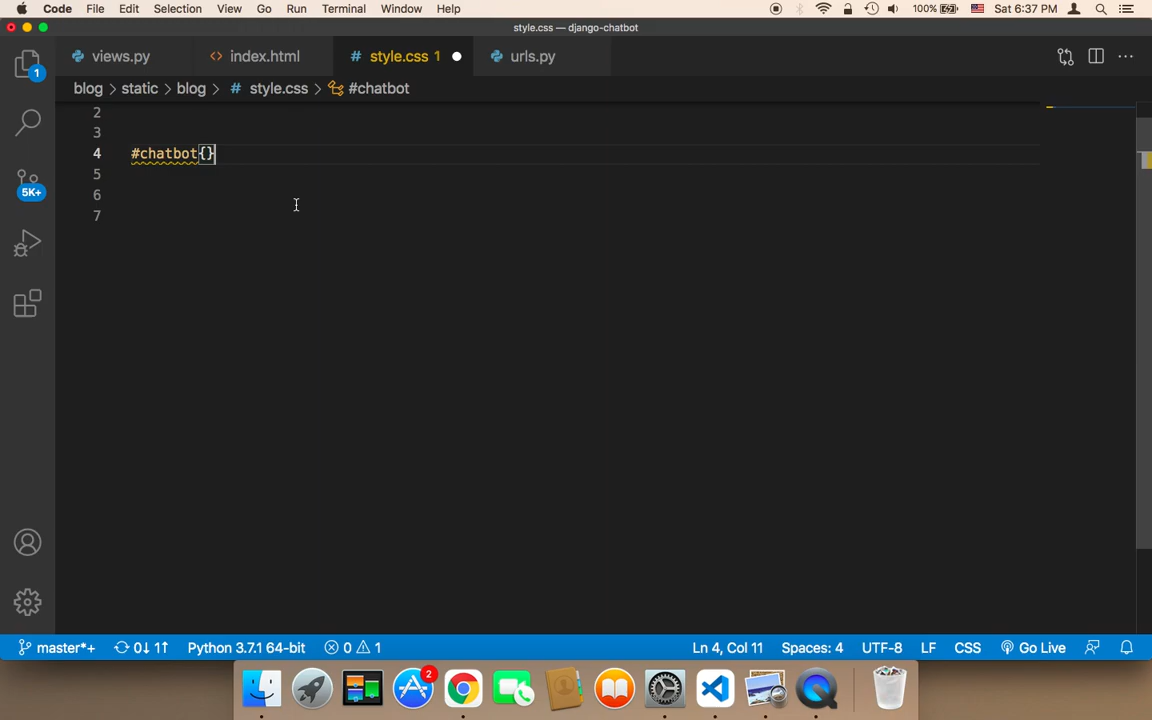 Code File Edit Selection View Go Run Terminal Window Help 100% Sat 6:37 PM
style.css — django-chatbot
views.py <> index.html # style.css 1 urls.py
blog > static > blog > # style.css > #chatbot
1
2
3
4 #chatbot{}
5
6
7
5K+
master*+ 0↓ 1↑ Python 3.7.1 64-bit 0 1 Ln 4, Col 11 Spaces: 4 UTF-8 LF CSS Go Live
2